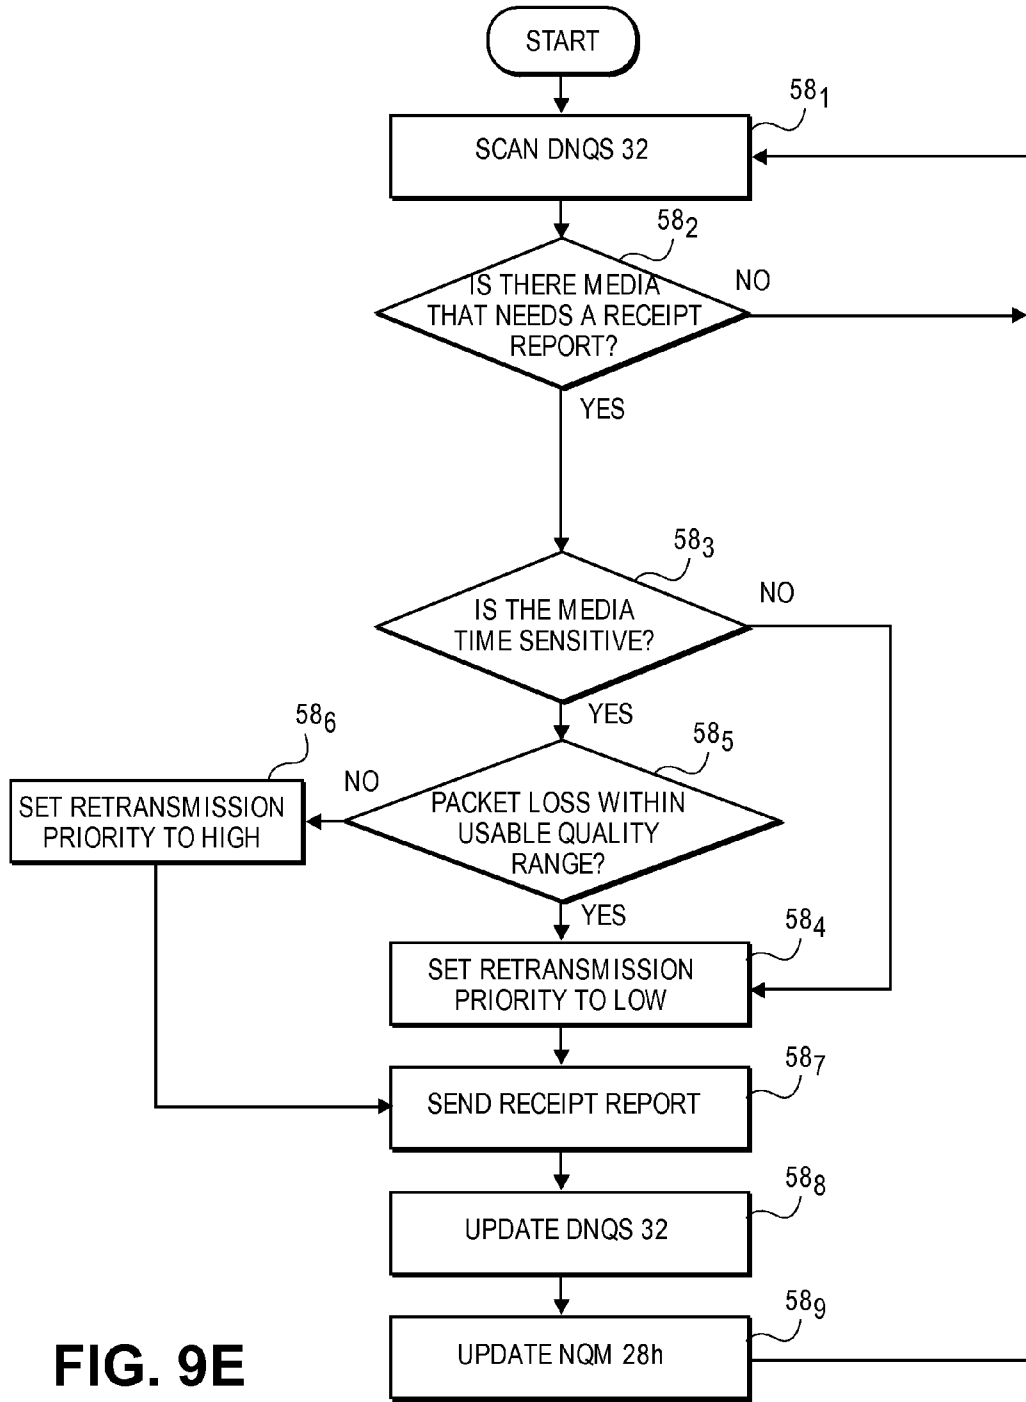 START
58₁
SCAN DNQS 32
58₂
IS THERE MEDIA
THAT NEEDS A RECEIPT
REPORT?
NO
YES
58₃
IS THE MEDIA
TIME SENSITIVE?
NO
YES
58₆
58₅
SET RETRANSMISSION
PRIORITY TO HIGH
NO
PACKET LOSS WITHIN
USABLE QUALITY
RANGE?
YES
58₄
SET RETRANSMISSION
PRIORITY TO LOW
58₇
SEND RECEIPT REPORT
58₈
UPDATE DNQS 32
58₉
UPDATE NQM 28h
FIG. 9E